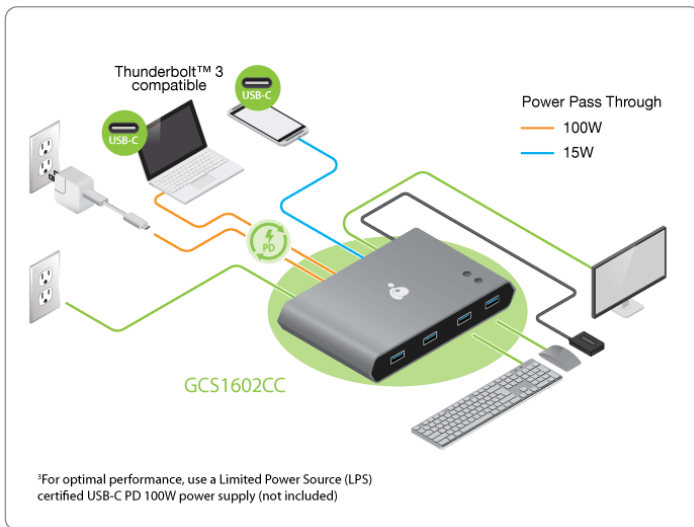 Thunderbolt™ 3
compatible
USB-C
USB-C
Power Pass Through
100W
15W
PD
GCS1602CC
³For optimal performance, use a Limited Power Source (LPS)
certified USB-C PD 100W power supply (not included)